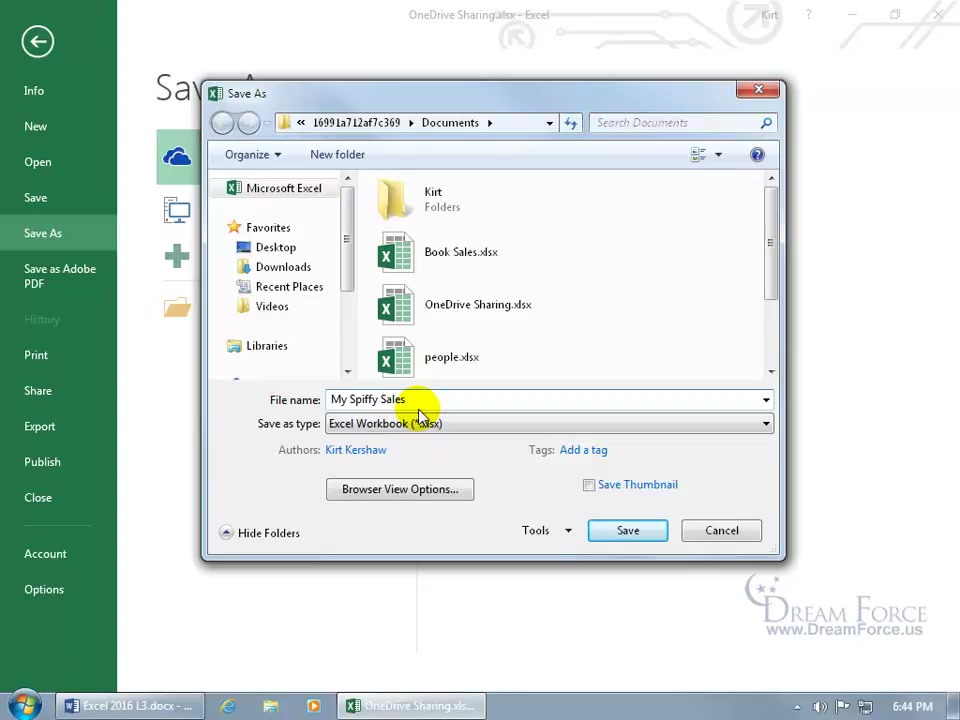 OneDrive Sharing.xlsx - Excel
Kirt
?
Info
New
Open
Save
Save As
Save as Adobe
PDF
History
Print
Share
Export
Publish
Close
Account
Options
Sav
Save As
« 16991a712af7c369 Documents
Search Documents
Organize
New folder
?
Microsoft Excel
Favorites
Desktop
Downloads
Recent Places
Videos
Libraries
Kirt
Folders
Book Sales.xlsx
OneDrive Sharing.xlsx
people.xlsx
File name: My Spiffy Sales
Save as type: Excel Workbook (*.xlsx)
Authors: Kirt Kershaw
Tags: Add a tag
Browser View Options...
Save Thumbnail
Hide Folders
Tools
Save
Cancel
DREAM FORCE
www.DreamForce.us
Excel 2016 L3.docx - ...
OneDrive Sharing.xls...
6:44 PM